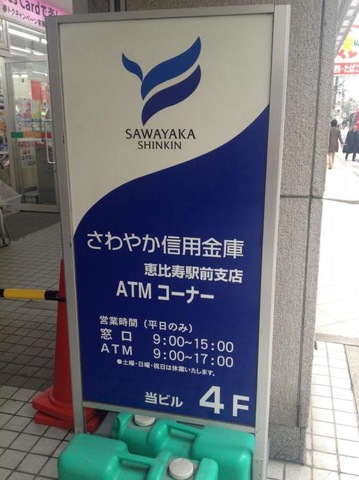 SAWAYAKA
SHINKIN
さわやか信用金庫
恵比寿駅前支店
ATM コーナー
営業時間（平日のみ）
窓口 9:00~15:00
ATM 9:00~17:00
●土曜・日曜・祝日は休業いたします。
当ビル 4F